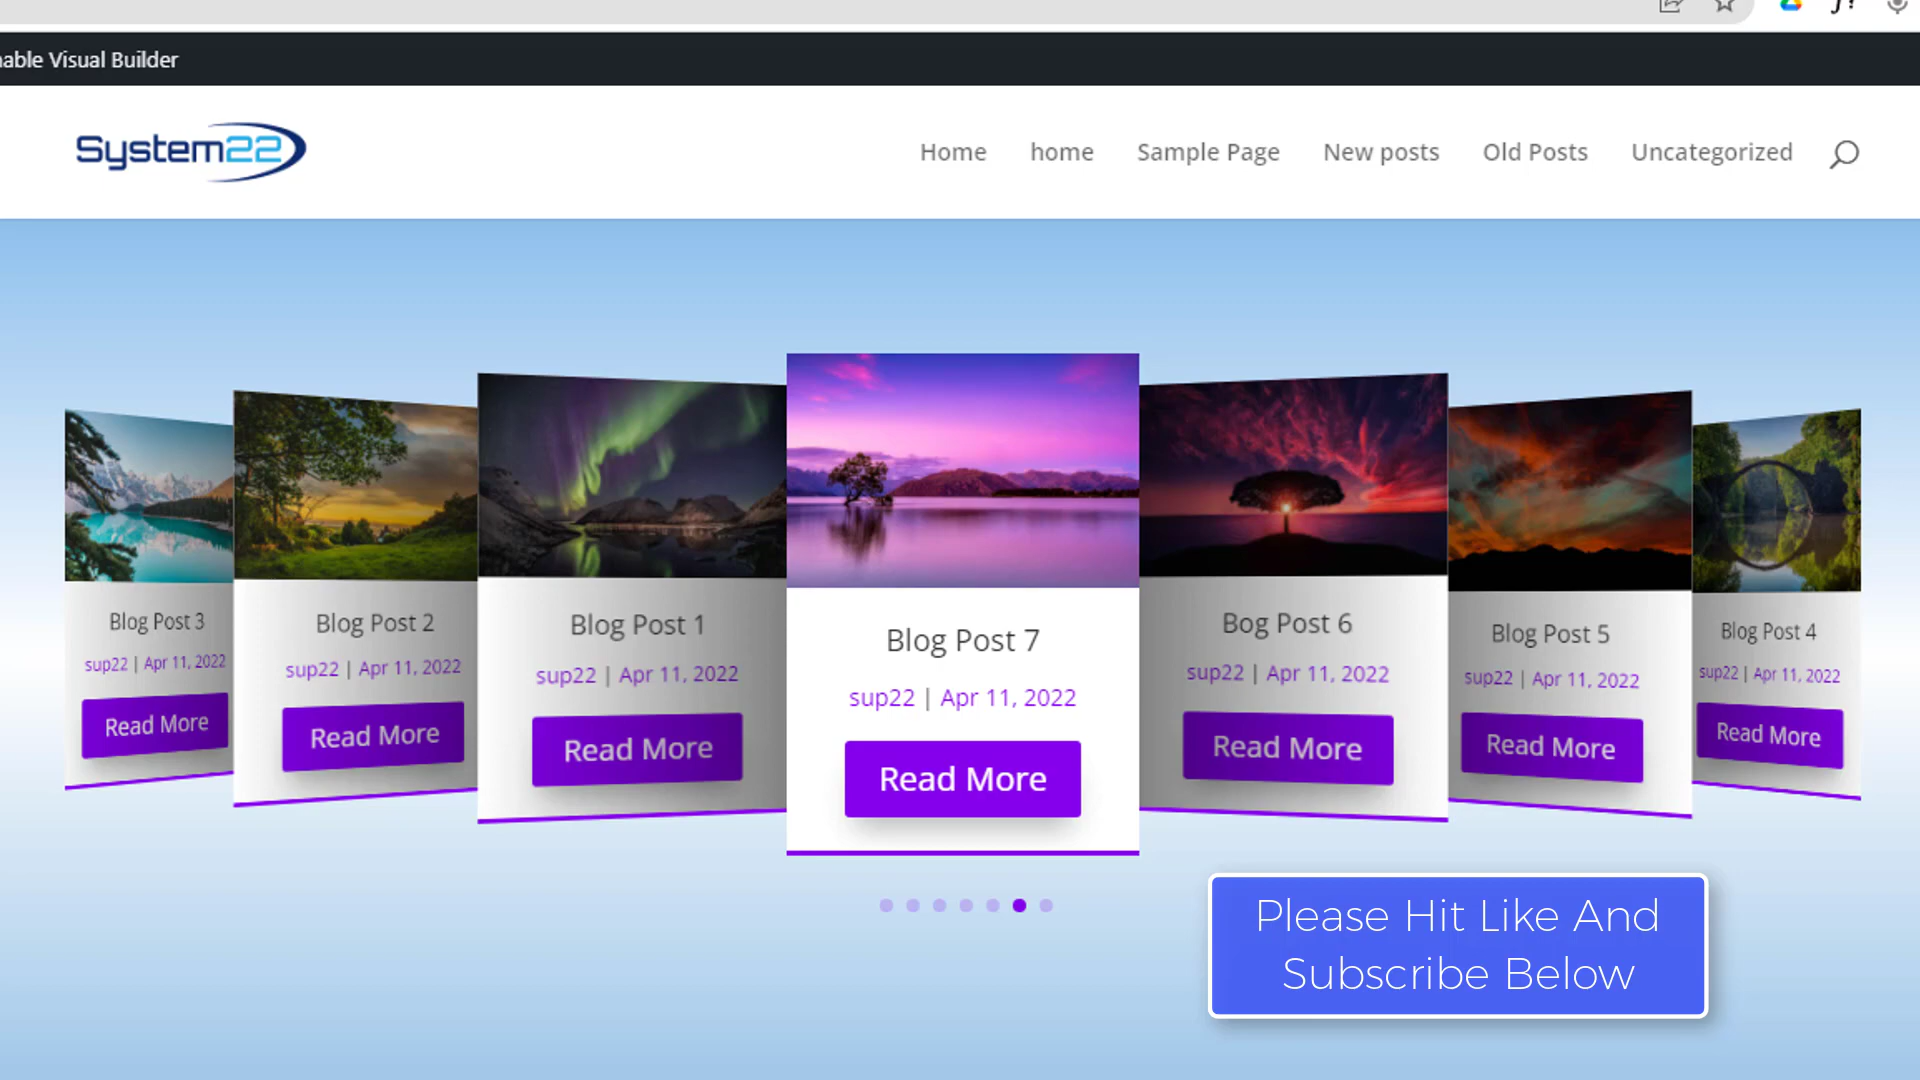 nable Visual Builder
System22
Home home Sample Page New posts Old Posts Uncategorized
Blog Post 3
sup22 | Apr 11, 2022
Read More
Blog Post 2
sup22 | Apr 11, 2022
Read More
Blog Post 1
sup22 | Apr 11, 2022
Read More
Blog Post 7
sup22 | Apr 11, 2022
Read More
Bog Post 6
sup22 | Apr 11, 2022
Read More
Blog Post 5
sup22 | Apr 11, 2022
Read More
Blog Post 4
sup22 | Apr 11, 2022
Read More
Please Hit Like And
Subscribe Below